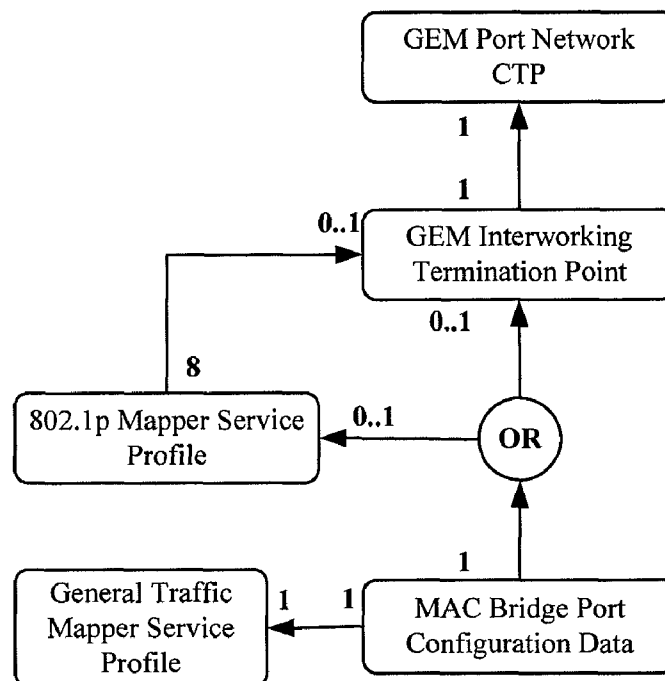 GEM Port Network
CTP
1
1
0..1
GEM Interworking
Termination Point
0..1
8
802.1p Mapper Service
Profile
0..1
OR
1
General Traffic
Mapper Service
Profile
1
1
MAC Bridge Port
Configuration Data